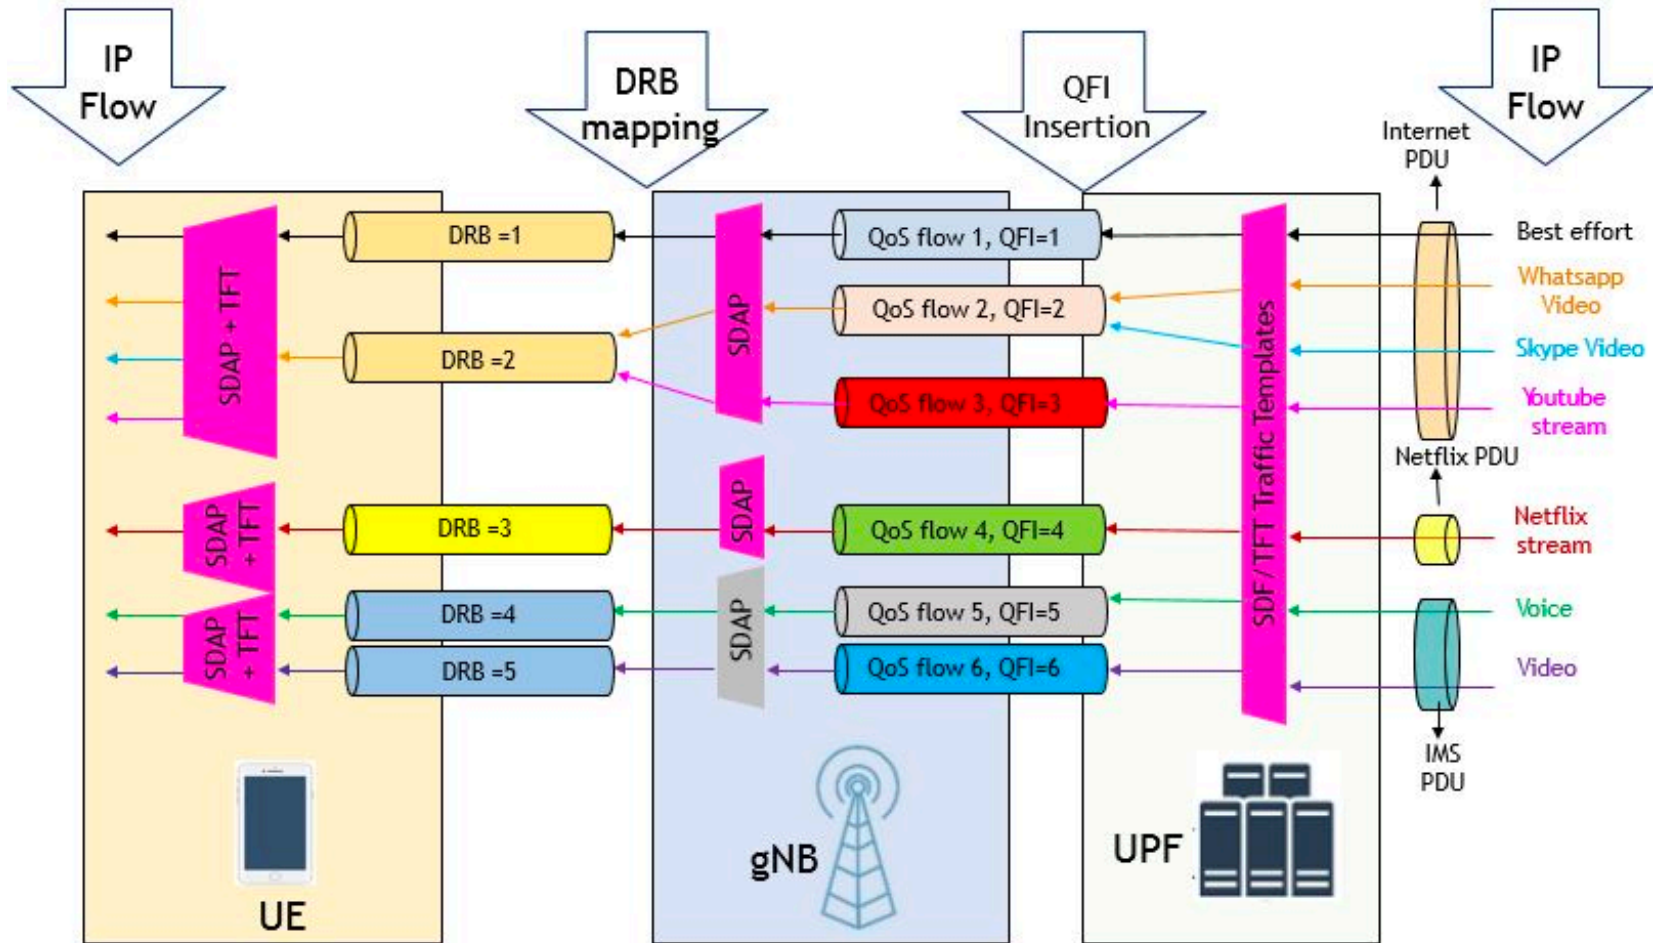 IP
Flow
DRB
mapping
QFI
Insertion
IP
Flow
Internet
PDU
DRB =1
QoS flow 1, QFI=1
Best effort
SDAP + TFT
SDAP
SDF/TFT Traffic Templates
QoS flow 2, QFI=2
Whatsapp
Video
DRB =2
Skype Video
QoS flow 3, QFI=3
Youtube
stream
Netflix PDU
SDAP
+ TFT
DRB =3
SDAP
QoS flow 4, QFI=4
Netflix
stream
SDAP
+ TFT
DRB =4
SDAP
QoS flow 5, QFI=5
Voice
DRB =5
QoS flow 6, QFI=6
Video
IMS
PDU
UE
gNB
UPF